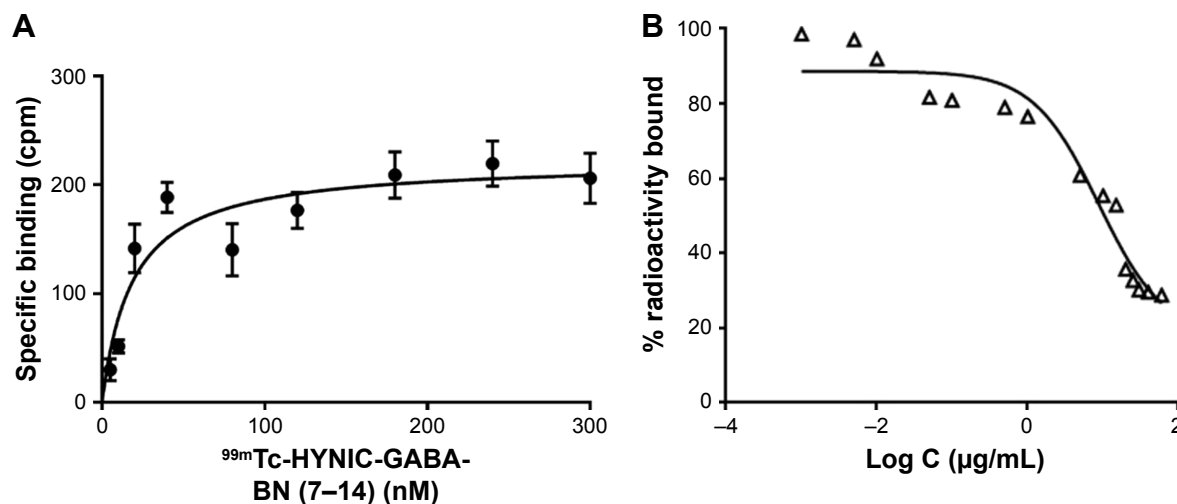 A
Specific binding (cpm)
300
200
100
0
0
100
200
300
⁹⁹ᵐTc-HYNIC-GABA-
BN (7–14) (nM)
B
% radioactivity bound
100
80
60
40
20
0
–4
–2
0
2
Log C (µg/mL)